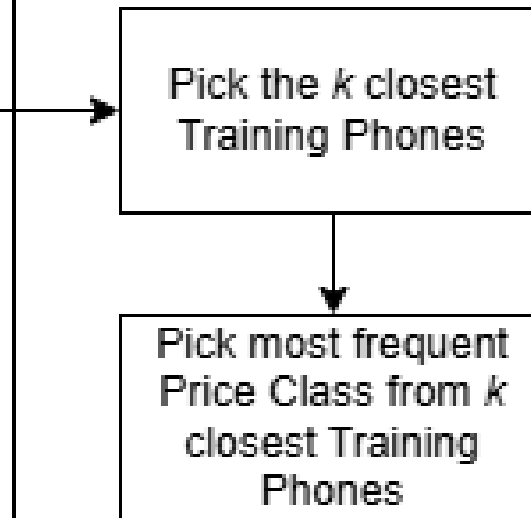 Pick the k closest
Training Phones
Pick most frequent
Price Class from k
closest Training
Phones